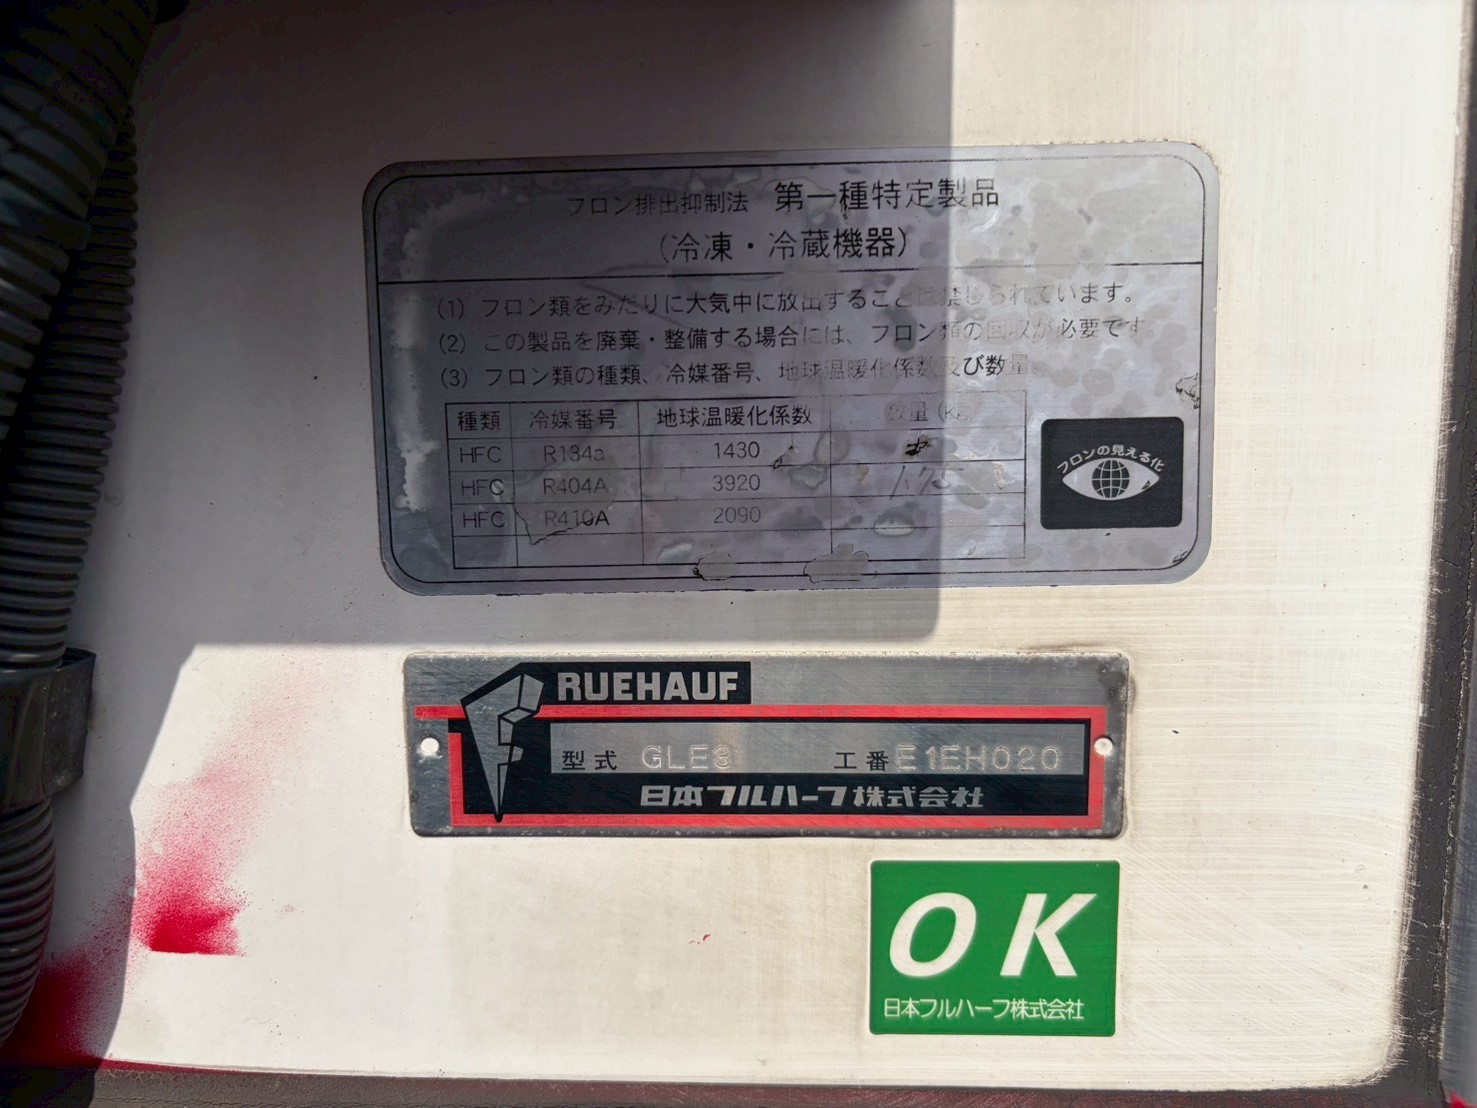 フロン排出抑制法 第一種特定製品
(冷凍・冷蔵機器)
(1) フロン類をみだりに大気中に放出することは禁じられています。
(2) この製品を廃棄・整備する場合には、フロン類の回収が必要です。
(3) フロン類の種類、冷媒番号、地球温暖化係数及び数量
種類 冷媒番号 地球温暖化係数 数量(Kg)
HFC R134a 1430
HFC R404A 3920
HFC R410A 2090
フロンの見える化
FRUEHAUF
型式 GLE3 工番 E1EH020
日本フルハーフ株式会社
OK
日本フルハーフ株式会社